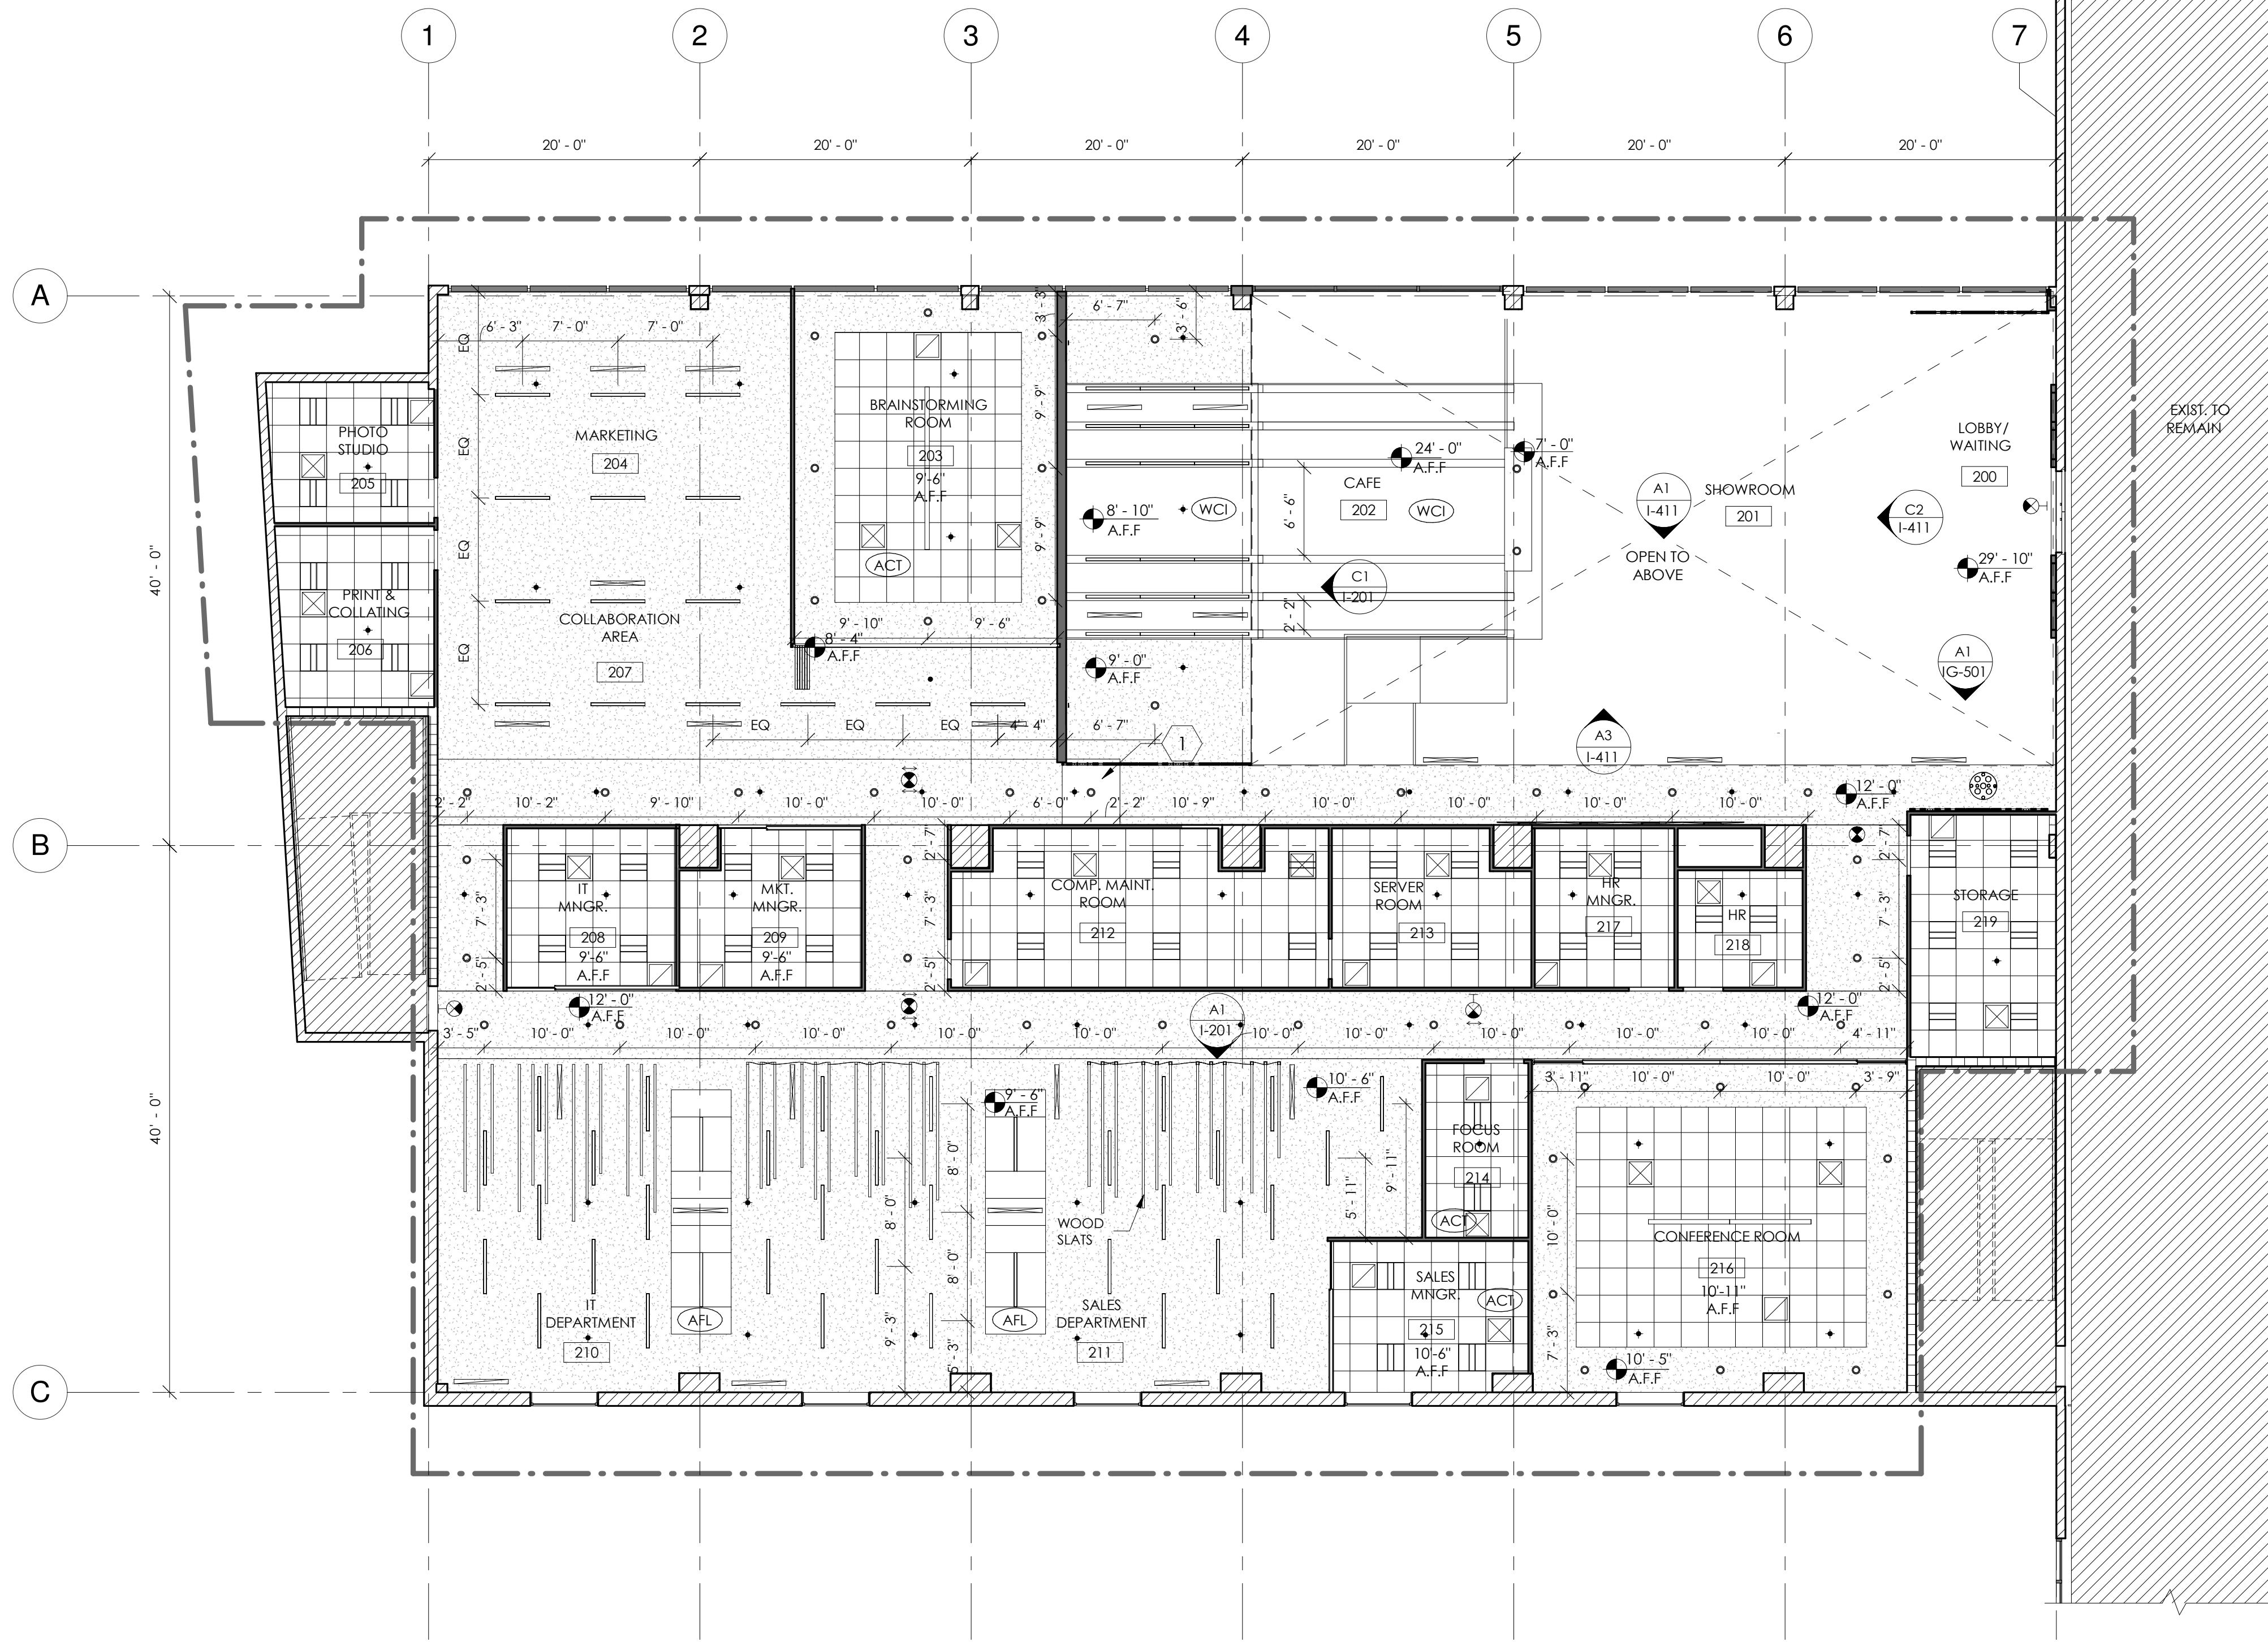 1
2
3
4
5
6
7
20' - 0"
20' - 0"
20' - 0"
20' - 0"
20' - 0"
20' - 0"
A
B
C
40' - 0"
40' - 0"
EQ
EQ
EQ
EQ
6' - 3"
7' - 0"
7' - 0"
MARKETING
204
PHOTO
STUDIO
205
PRINT &
COLLATING
206
COLLABORATION
AREA
207
BRAINSTORMING
ROOM
203
9'-6"
A.F.F
ACT
3' - 3"
9' - 9"
9' - 9"
9' - 10"
9' - 6"
8' - 4"
A.F.F
EQ
EQ
EQ
4' - 4"
6' - 7"
6' - 7"
3' - 6"
8' - 10"
A.F.F
WCI
9' - 0"
A.F.F
1
6' - 6"
2' - 2"
CAFE
202
WCI
24' - 0"
A.F.F
7' - 0"
A.F.F
C1
I-201
A1
I-411
SHOWROOM
201
OPEN TO
ABOVE
C2
I-411
LOBBY/
WAITING
200
29' - 10"
A.F.F
A1
IG-501
A3
I-411
EXIST. TO
REMAIN
12' - 0"
A.F.F
2' - 2"
10' - 2"
9' - 10"
10' - 0"
10' - 0"
6' - 0"
2' - 2"
10' - 9"
10' - 0"
10' - 0"
10' - 0"
10' - 0"
7' - 3"
2' - 5"
IT
MNGR.
208
9'-6"
A.F.F
MKT.
MNGR.
209
9'-6"
A.F.F
2' - 7"
7' - 3"
2' - 5"
COMP. MAINT.
ROOM
212
SERVER
ROOM
213
HR
MNGR.
217
HR
218
2' - 7"
7' - 3"
2' - 5"
STORAGE
219
12' - 0"
A.F.F
A1
I-201
12' - 0"
A.F.F
3' - 5"
10' - 0"
10' - 0"
10' - 0"
10' - 0"
10' - 0"
10' - 0"
10' - 0"
10' - 0"
10' - 0"
10' - 0"
4' - 11"
9' - 6"
A.F.F
10' - 6"
A.F.F
8' - 0"
8' - 0"
8' - 0"
9' - 3"
5' - 3"
WOOD
SLATS
5' - 11"
9' - 11"
IT
DEPARTMENT
210
AFL
AFL
SALES
DEPARTMENT
211
FOCUS
ROOM
214
ACT
SALES
MNGR.
ACT
215
10'-6"
A.F.F
3' - 11"
10' - 0"
10' - 0"
3' - 9"
10' - 0"
7' - 3"
CONFERENCE ROOM
216
10'-11"
A.F.F
10' - 5"
A.F.F